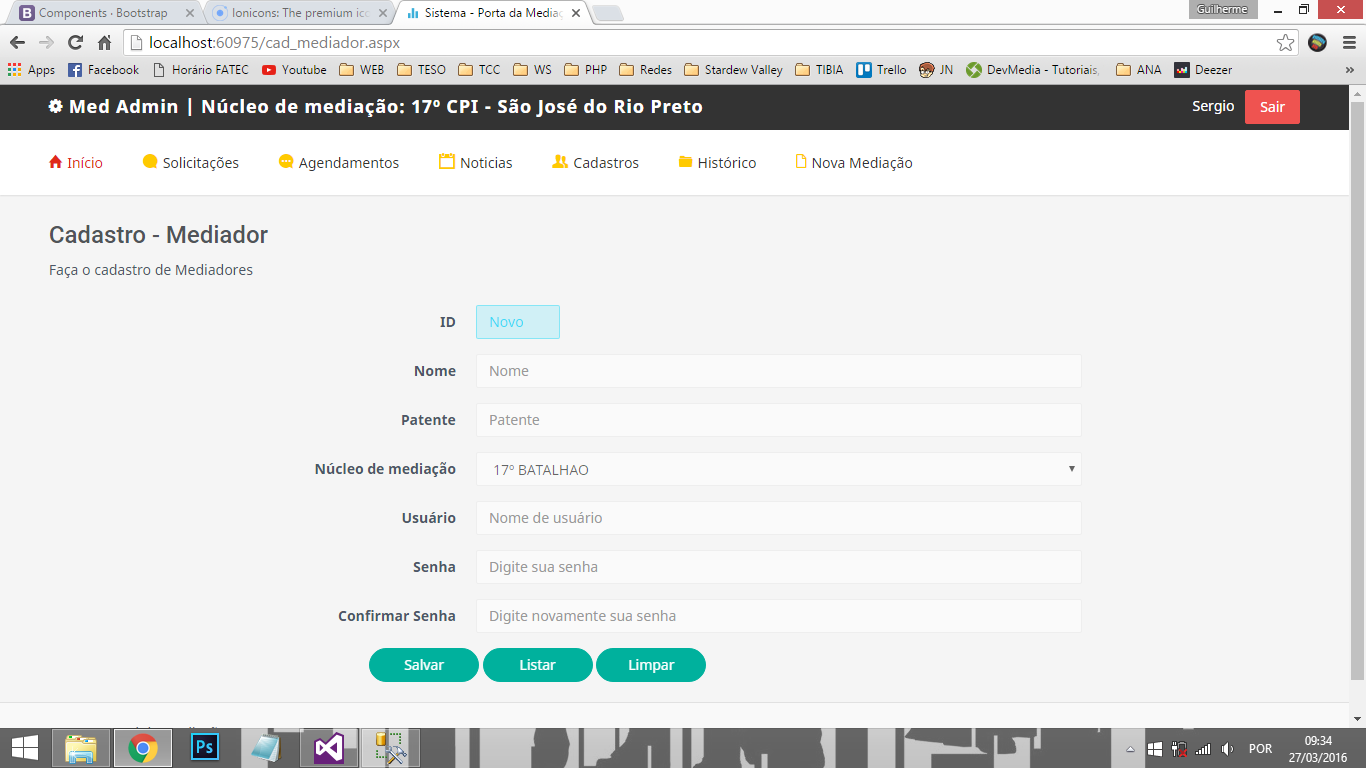 Components · Bootstrap
Ionicons: The premium ico
Sistema - Porta da Mediaç
Guilherme
localhost:60975/cad_mediador.aspx
Apps Facebook Horário FATEC Youtube WEB TESO TCC WS PHP Redes Stardew Valley TIBIA Trello JN DevMedia - Tutoriais, ANA Deezer »
Med Admin | Núcleo de mediação: 17º CPI - São José do Rio Preto
Sergio Sair
Início Solicitações Agendamentos Noticias Cadastros Histórico Nova Mediação
Cadastro - Mediador
Faça o cadastro de Mediadores
ID Novo
Nome Nome
Patente Patente
Núcleo de mediação 17º BATALHAO
Usuário Nome de usuário
Senha Digite sua senha
Confirmar Senha Digite novamente sua senha
Salvar Listar Limpar
Ps
POR
09:34
27/03/2016